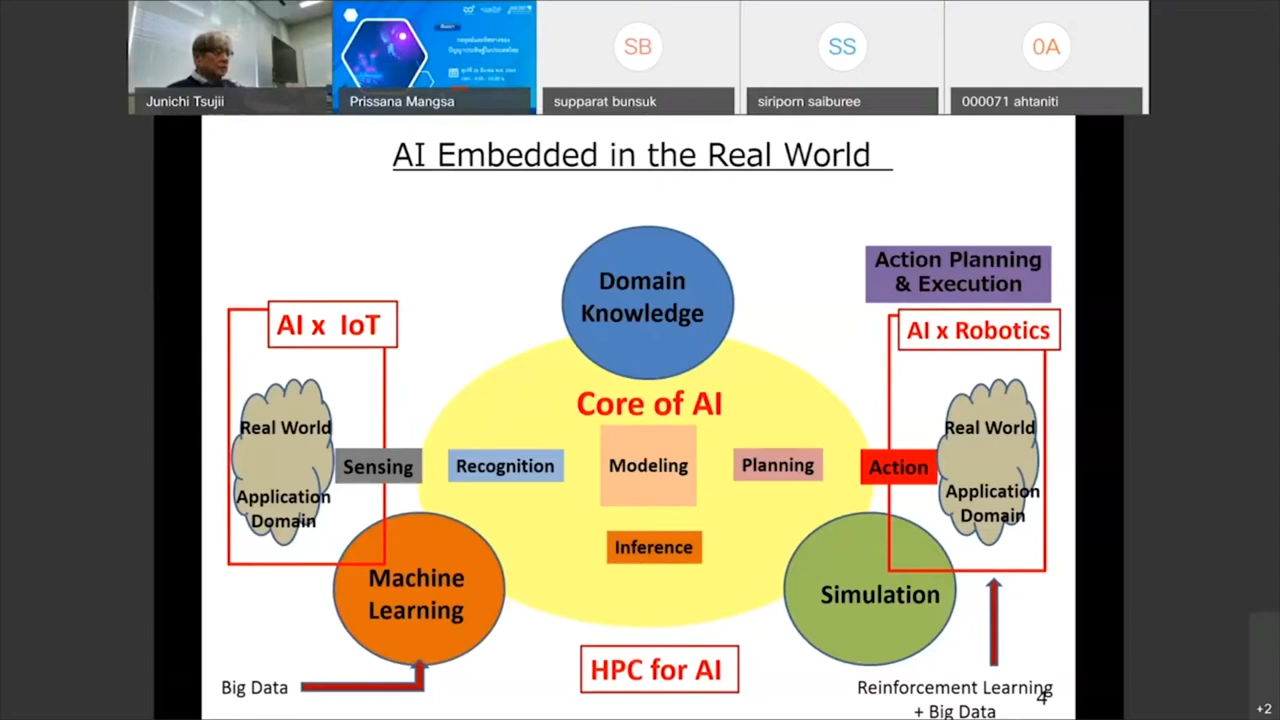 Junichi Tsujii
Prissana Mangsa
SB
supparat bunsuk
SS
siriporn saiburee
0A
000071 ahtaniti
AI Embedded in the Real World
Domain
Knowledge
Action Planning
& Execution
AI x IoT
AI x Robotics
Core of AI
Real World
Application
Domain
Sensing
Recognition
Modeling
Planning
Action
Real World
Application
Domain
Inference
Machine
Learning
Simulation
HPC for AI
Big Data
Reinforcement Learning
+ Big Data
4
+2